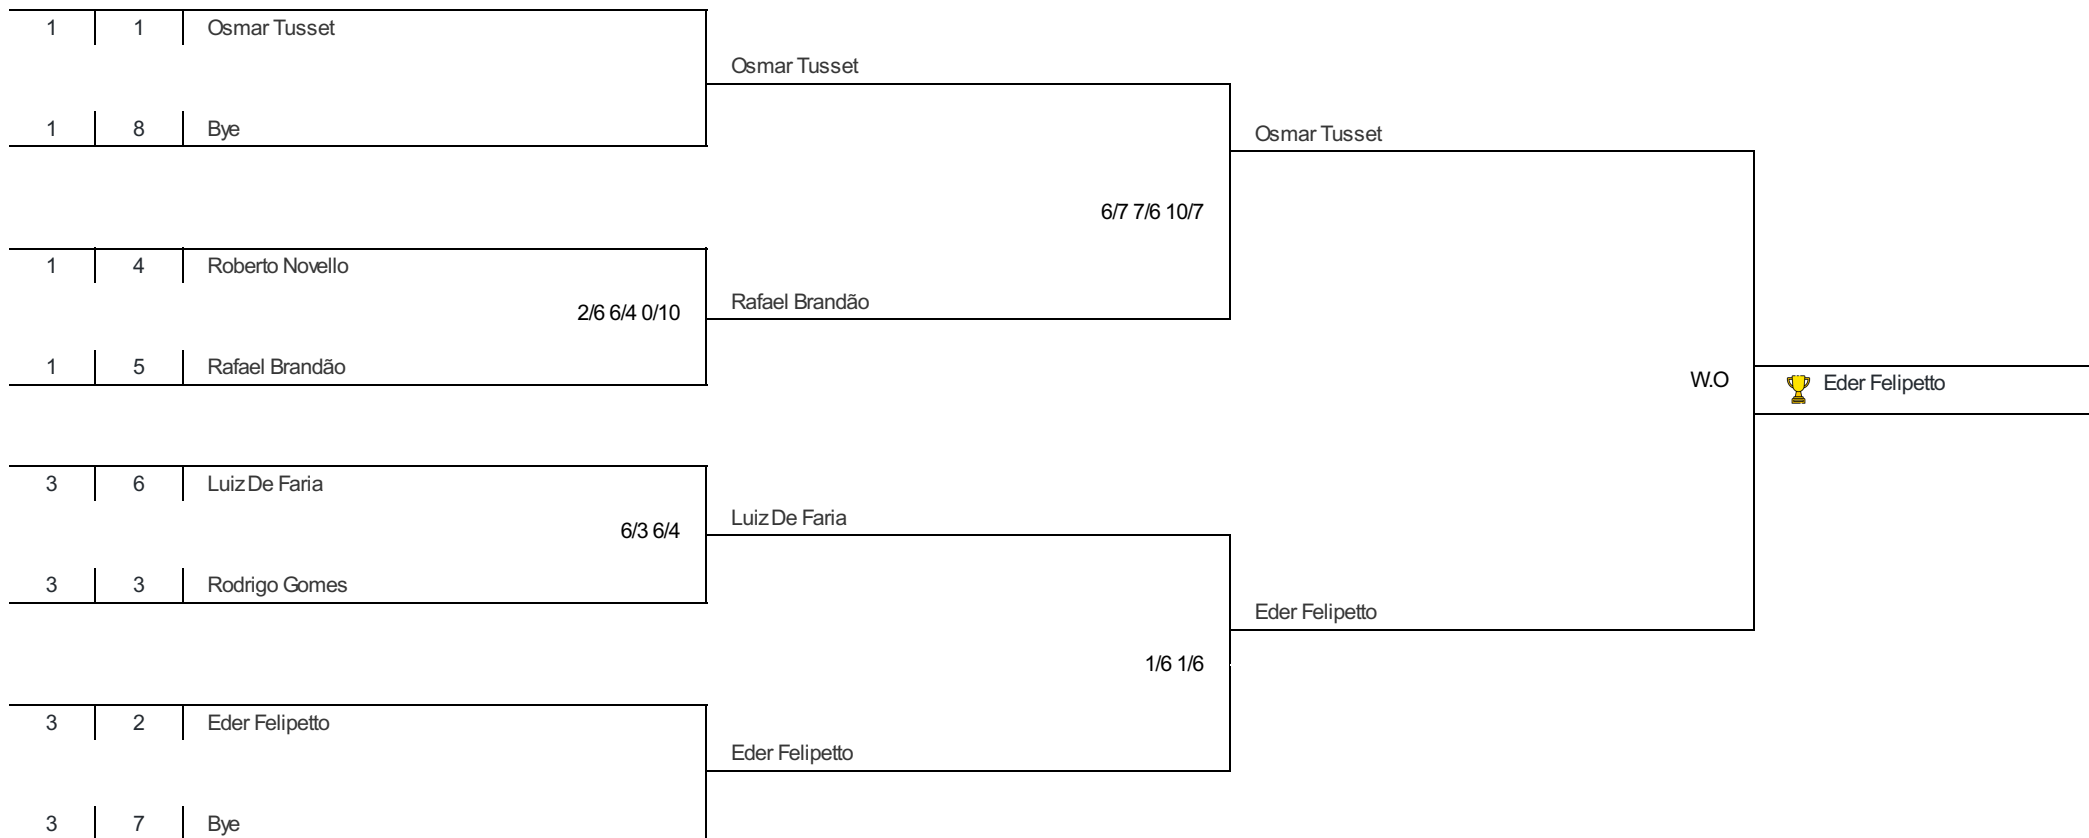 1 1 Osmar Tusset
Osmar Tusset
1 8 Bye
Osmar Tusset
6/7 7/6 10/7
1 4 Roberto Novello
2/6 6/4 0/10
Rafael Brandão
1 5 Rafael Brandão
W.O
Eder Felipetto
3 6 Luiz De Faria
6/3 6/4
Luiz De Faria
3 3 Rodrigo Gomes
Eder Felipetto
1/6 1/6
3 2 Eder Felipetto
Eder Felipetto
3 7 Bye